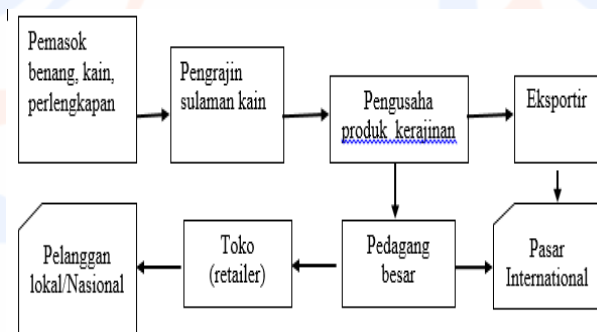 Pemasok
benang, kain,
perlengkapan
Pengrajin
sulaman kain
Pengusaha
produk kerajinan
Eksportir
Pelanggan
lokal/Nasional
Toko
(retailer)
Pedagang
besar
Pasar
International